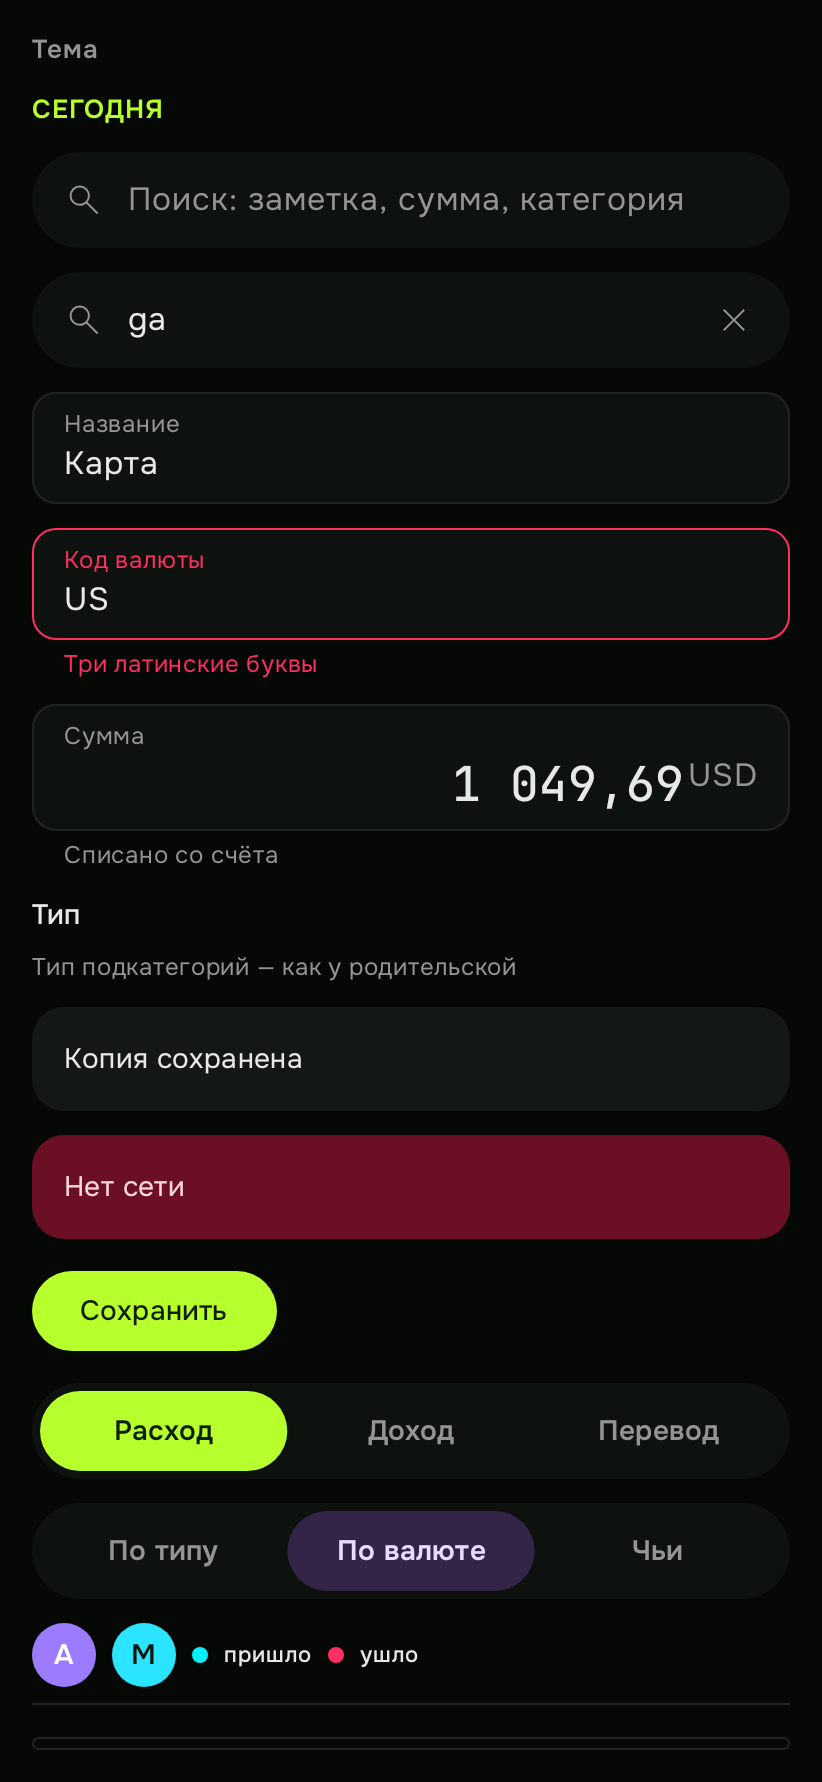 Тема
СЕГОДНЯ
Поиск: заметка, сумма, категория
ga
Название
Карта
Код валюты
US
Три латинские буквы
Сумма
1 049,69 USD
Списано со счёта
Тип
Тип подкатегорий — как у родительской
Копия сохранена
Нет сети
Сохранить
Расход Доход Перевод
По типу По валюте Чьи
A M пришло ушло